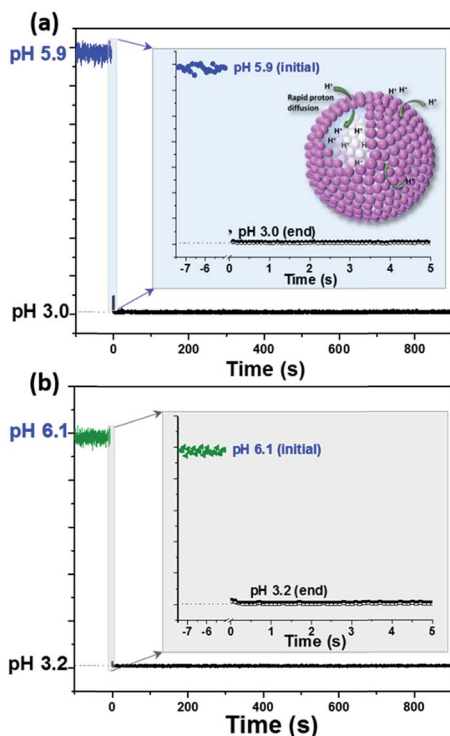 (a)
pH 5.9
pH 5.9 (initial)
Rapid proton
diffusion
H⁺
H⁺ H⁺
H⁺
H⁺
H⁺
H⁺ H
H⁺
H⁺
pH 3.0 (end)
-7 -6 0 1 2 3 4 5
Time (s)
pH 3.0
0 200 400 600 800
Time (s)
(b)
pH 6.1
pH 6.1 (initial)
pH 3.2 (end)
-7 -6 0 1 2 3 4 5
Time (s)
pH 3.2
0 200 400 600 800
Time (s)